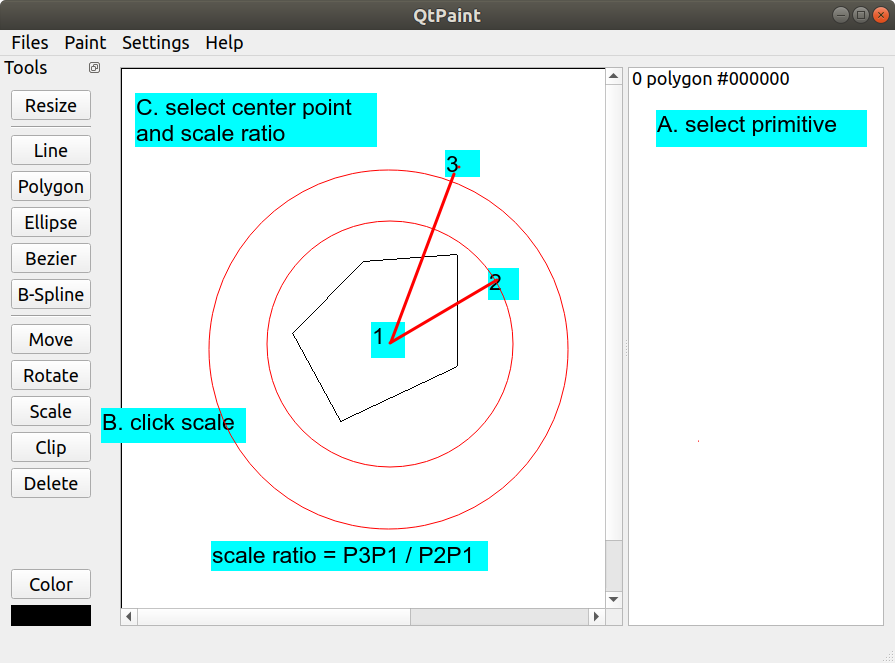 QtPaint
Files Paint Settings Help
Tools
Resize
Line
Polygon
Ellipse
Bezier
B-Spline
Move
Rotate
Scale
Clip
Delete
Color
C. select center point
and scale ratio
3
2
1
B. click scale
scale ratio = P3P1 / P2P1
0 polygon #000000
A. select primitive